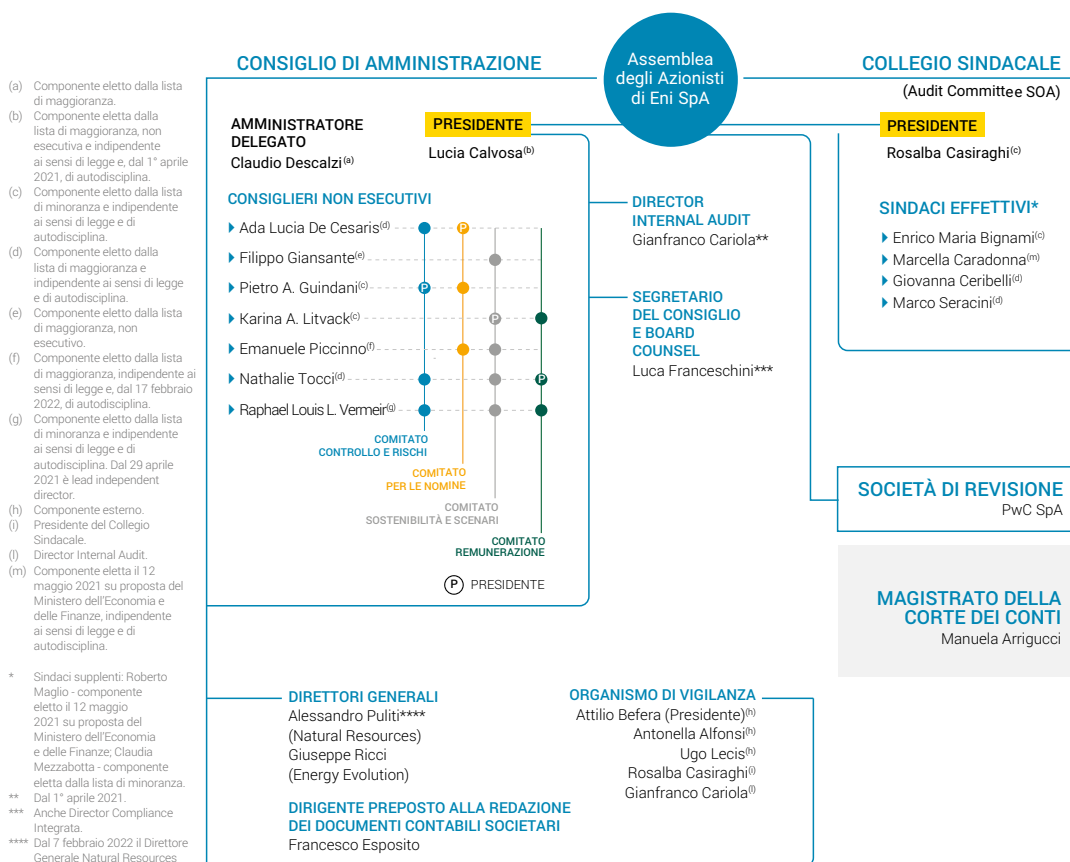 CONSIGLIO DI AMMINISTRAZIONE
Assemblea
degli Azionisti
di Eni SpA
COLLEGIO SINDACALE
(Audit Committee SOA)
(a) Componente eletto dalla lista
di maggioranza.
(b) Componente eletta dalla
lista di maggioranza, non
esecutiva e indipendente
ai sensi di legge e, dal 1° aprile
2021, di autodisciplina.
(c) Componente eletto dalla lista
di minoranza e indipendente
ai sensi di legge e di
autodisciplina.
(d) Componente eletto dalla
lista di maggioranza e
indipendente ai sensi di legge
e di autodisciplina.
(e) Componente eletto dalla lista
di maggioranza, non
esecutivo.
(f) Componente eletto dalla lista
di maggioranza, indipendente ai
sensi di legge e, dal 17 febbraio
2022, di autodisciplina.
(g) Componente eletto dalla lista
di minoranza e indipendente
ai sensi di legge e di
autodisciplina. Dal 29 aprile
2021 è lead independent
director.
(h) Componente esterno.
(i) Presidente del Collegio
Sindacale.
(l) Director Internal Audit.
(m) Componente eletta il 12
maggio 2021 su proposta del
Ministero dell'Economia e
delle Finanze, indipendente
ai sensi di legge e di
autodisciplina.
* Sindaci supplenti: Roberto
Maglio - componente
eletto il 12 maggio
2021 su proposta del
Ministero dell'Economia
e delle Finanze; Claudia
Mezzabotta - componente
eletta dalla lista di minoranza.
** Dal 1° aprile 2021.
*** Anche Director Compliance
Integrata.
**** Dal 7 febbraio 2022 il Direttore
Generale Natural Resources
AMMINISTRATORE
DELEGATO
Claudio Descalzi(a)
PRESIDENTE
Lucia Calvosa(b)
CONSIGLIERI NON ESECUTIVI
Ada Lucia De Cesaris(d) P
Filippo Giansante(e)
Pietro A. Guindani(c) P
Karina A. Litvack(c) P
Emanuele Piccinno(f)
Nathalie Tocci(d) P
Raphael Louis L. Vermeir(g)
COMITATO
CONTROLLO E RISCHI
COMITATO
PER LE NOMINE
COMITATO
SOSTENIBILITÀ E SCENARI
COMITATO
REMUNERAZIONE
P PRESIDENTE
DIRECTOR
INTERNAL AUDIT
Gianfranco Cariola**
SEGRETARIO
DEL CONSIGLIO
E BOARD
COUNSEL
Luca Franceschini***
PRESIDENTE
Rosalba Casiraghi(c)
SINDACI EFFETTIVI*
Enrico Maria Bignami(c)
Marcella Caradonna(m)
Giovanna Ceribelli(d)
Marco Seracini(d)
SOCIETÀ DI REVISIONE
PwC SpA
MAGISTRATO DELLA
CORTE DEI CONTI
Manuela Arrigucci
DIRETTORI GENERALI
Alessandro Puliti****
(Natural Resources)
Giuseppe Ricci
(Energy Evolution)
DIRIGENTE PREPOSTO ALLA REDAZIONE
DEI DOCUMENTI CONTABILI SOCIETARI
Francesco Esposito
ORGANISMO DI VIGILANZA
Attilio Befera (Presidente)(h)
Antonella Alfonsi(h)
Ugo Lecis(h)
Rosalba Casiraghi(i)
Gianfranco Cariola(l)